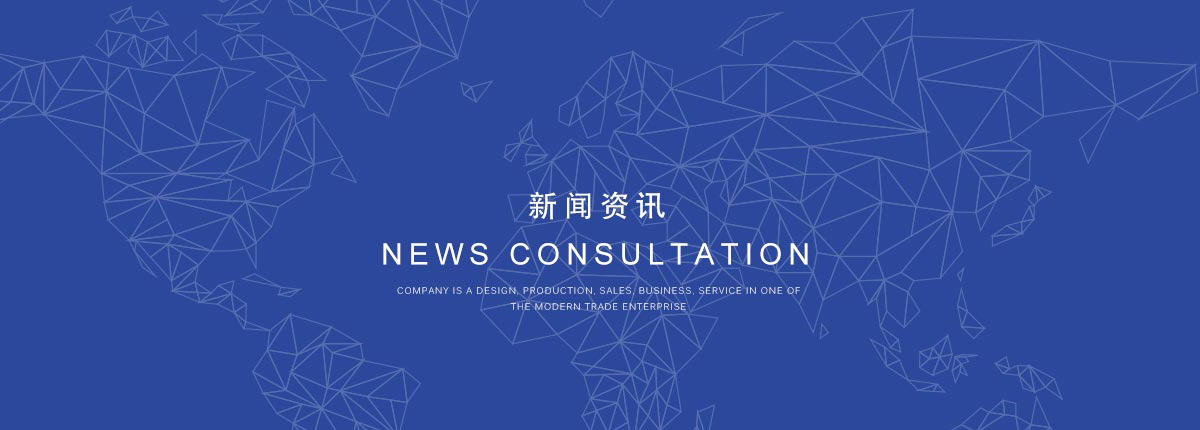 新闻资讯
NEWS CONSULTATION
COMPANY IS A DESIGN, PRODUCTION, SALES, BUSINESS, SERVICE IN ONE OF
THE MODERN TRADE ENTERPRISE